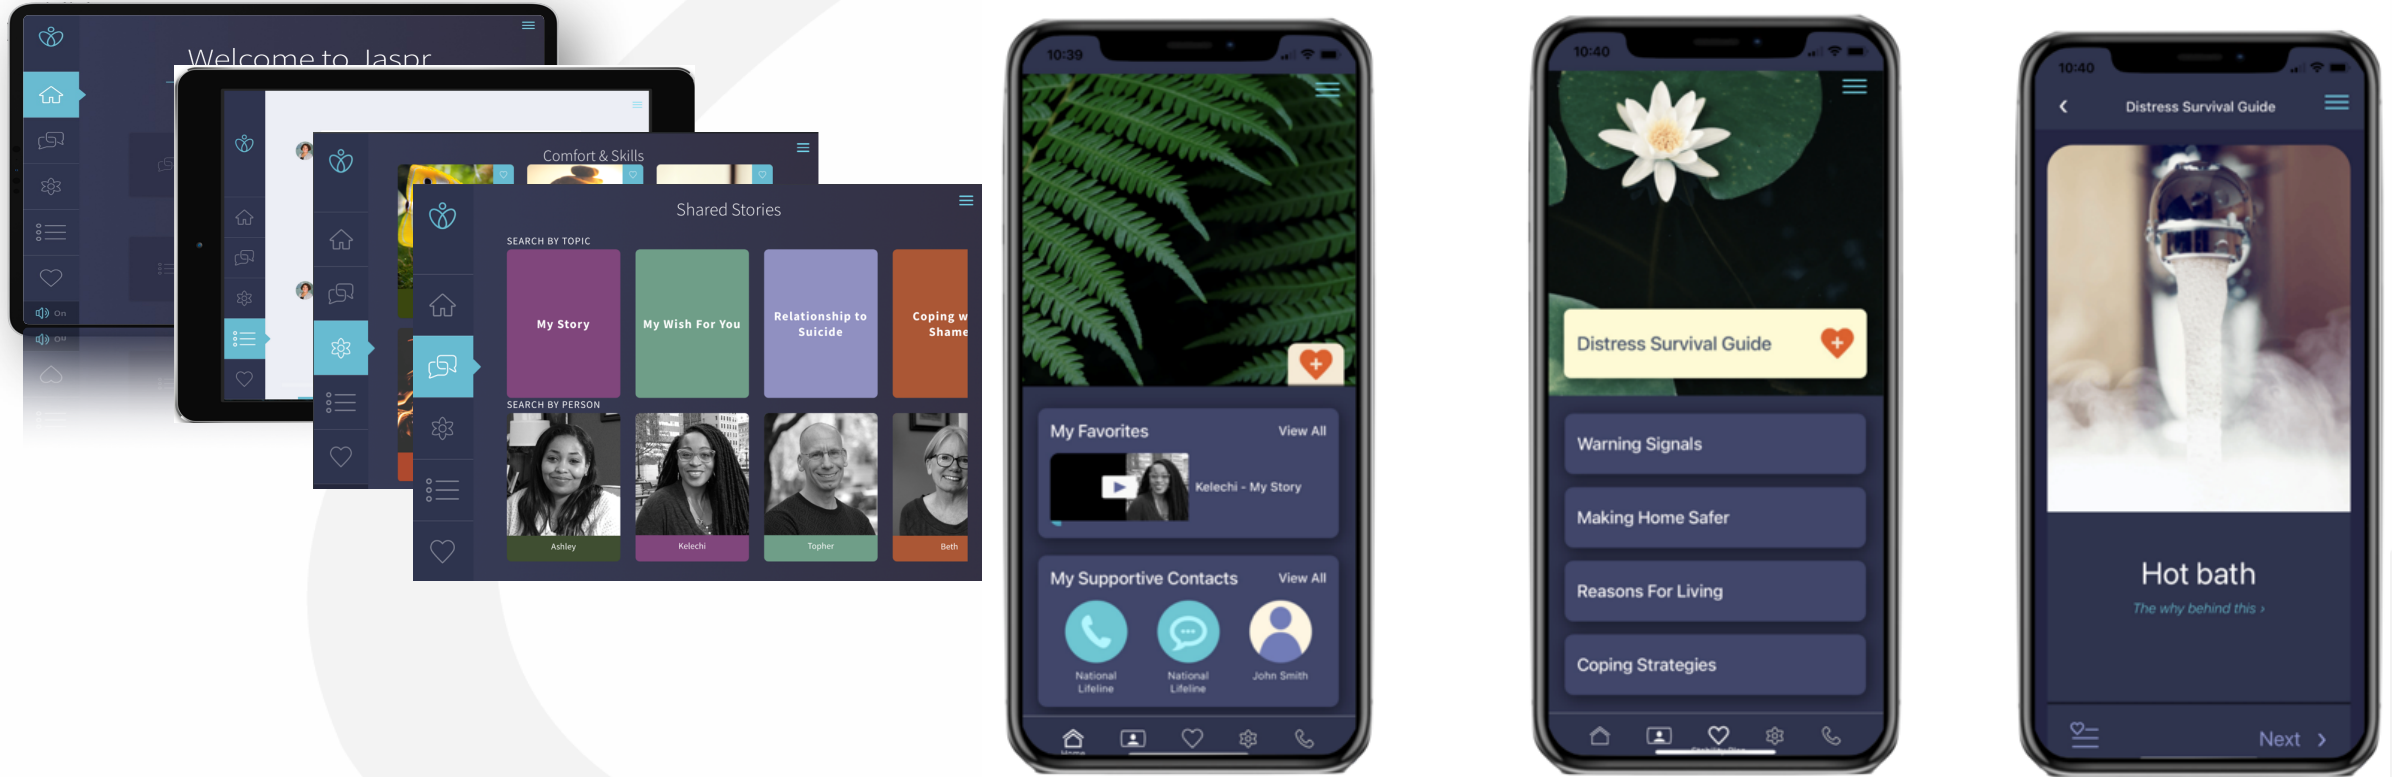 Welcome to Jaspr
On
Comfort & Skills
Shared Stories
SEARCH BY TOPIC
My Story
My Wish For You
Relationship to
Suicide
Coping w
Shame
SEARCH BY PERSON
Ashley
Kelechi
Topher
Beth
10:39
My Favorites
View All
Kelechi - My Story
My Supportive Contacts
View All
National
Lifeline
National
Lifeline
John Smith
Home
10:40
Distress Survival Guide
Warning Signals
Making Home Safer
Reasons For Living
Coping Strategies
10:40
Distress Survival Guide
Hot bath
The why behind this ›
Next